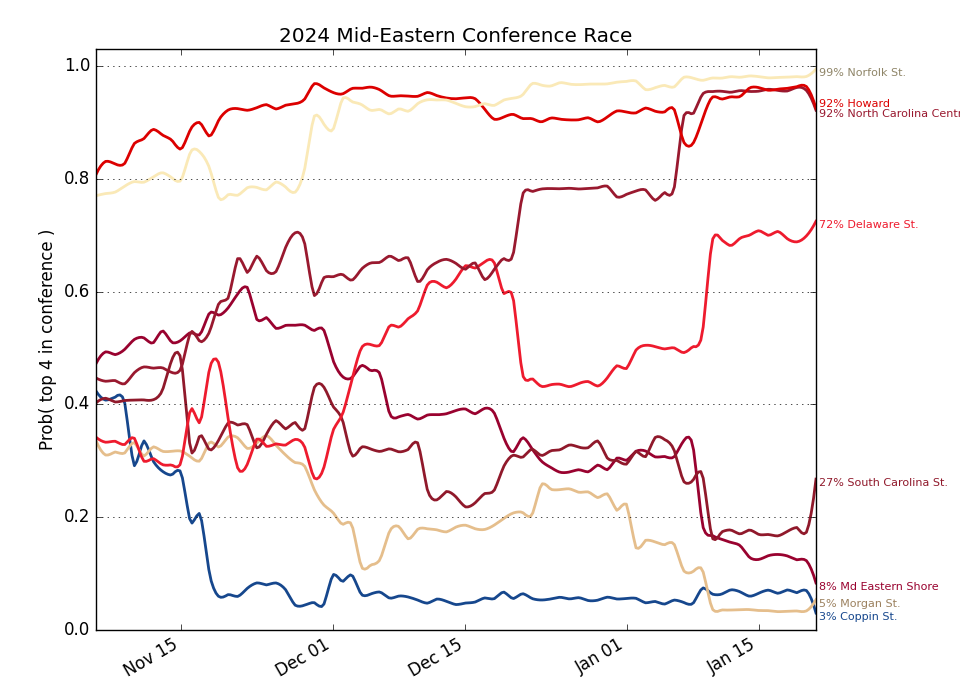 2024 Mid-Eastern Conference Race
Prob( top 4 in conference )
1.0
0.8
0.6
0.4
0.2
0.0
Nov 15
Dec 01
Dec 15
Jan 01
Jan 15
99% Norfolk St.
92% Howard
92% North Carolina Centr
72% Delaware St.
27% South Carolina St.
8% Md Eastern Shore
5% Morgan St.
3% Coppin St.